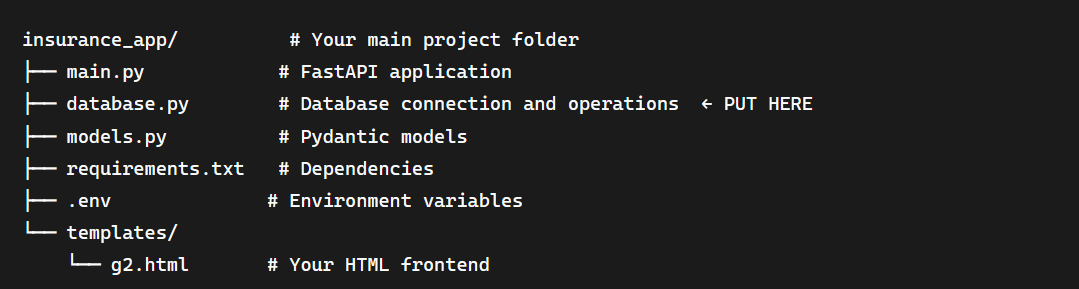 insurance_app/          # Your main project folder
├── main.py            # FastAPI application
├── database.py        # Database connection and operations  ← PUT HERE
├── models.py          # Pydantic models
├── requirements.txt   # Dependencies
├── .env              # Environment variables
└── templates/
    └── g2.html       # Your HTML frontend